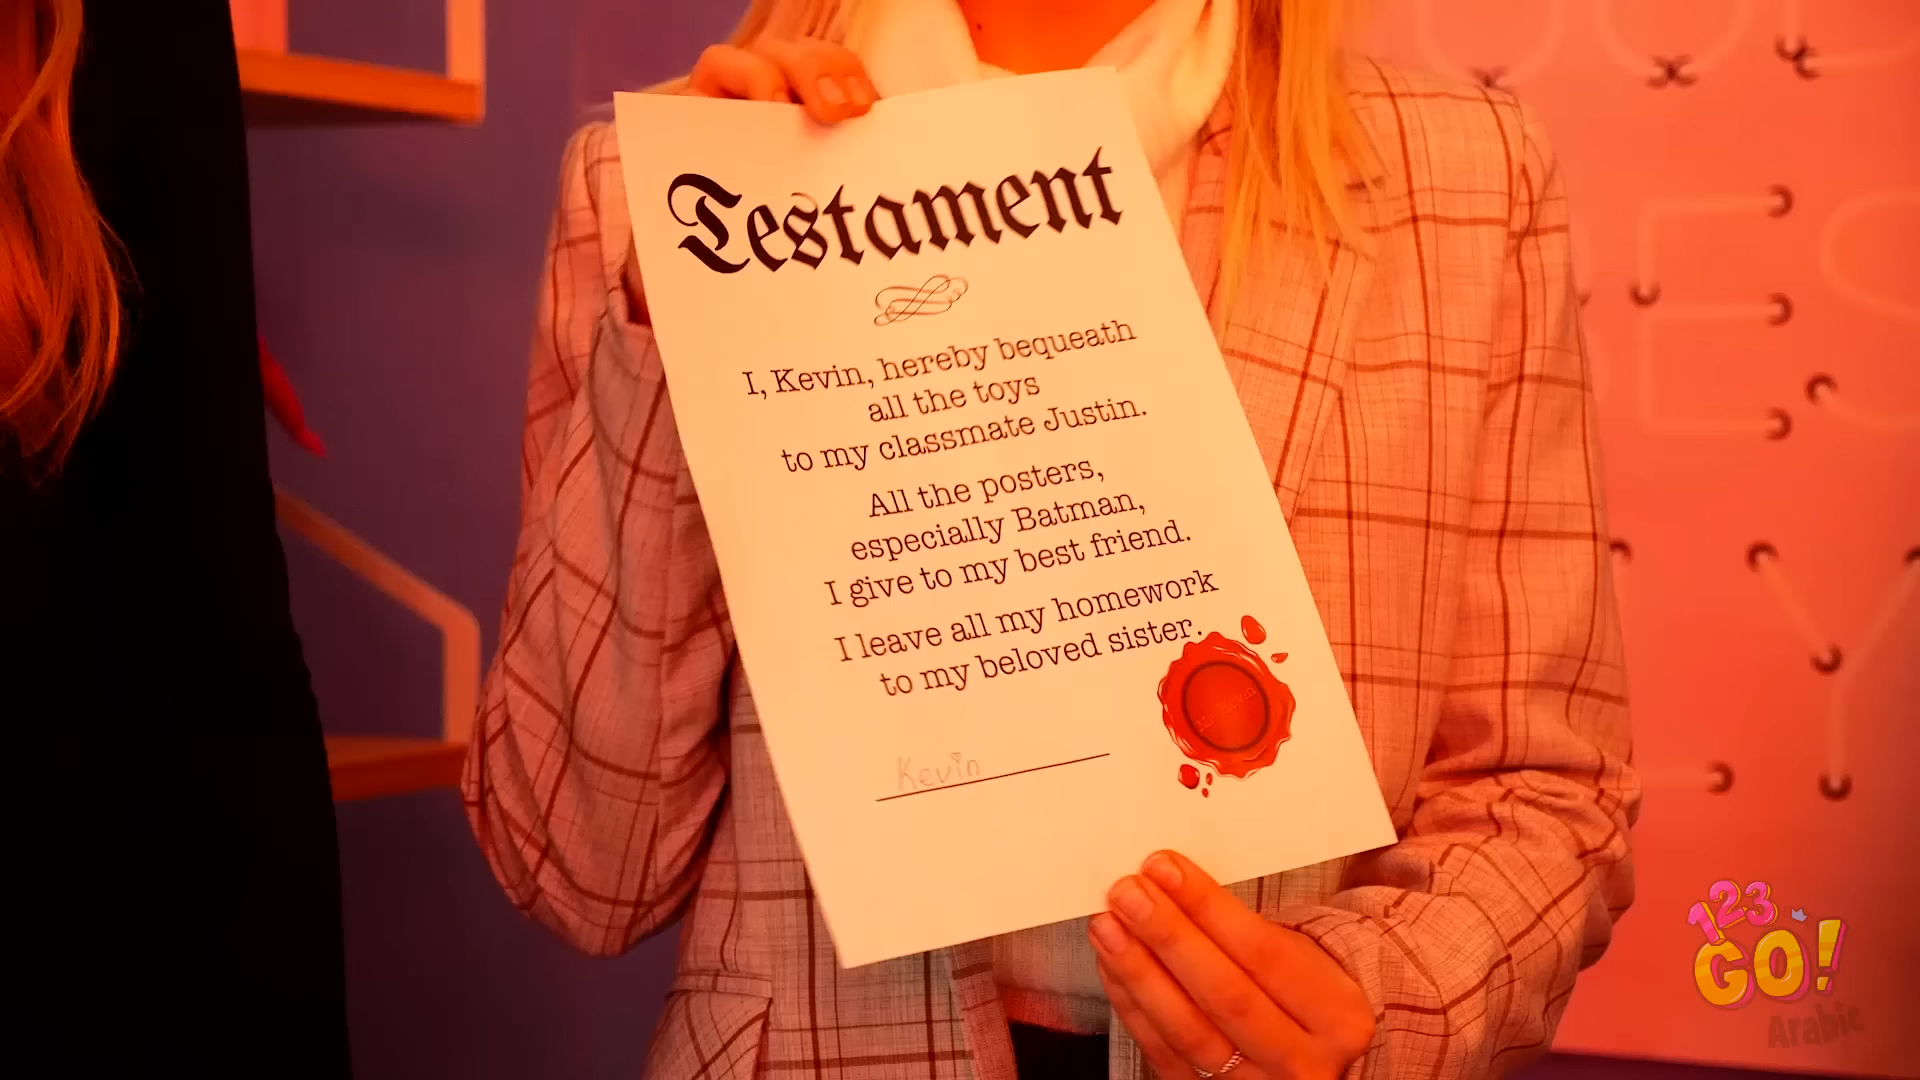 Testament
I, Kevin, hereby bequeath
all the toys
to my classmate Justin.
All the posters,
especially Batman,
I give to my best friend.
I leave all my homework
to my beloved sister.
Kevin
123
GO!
Arabic